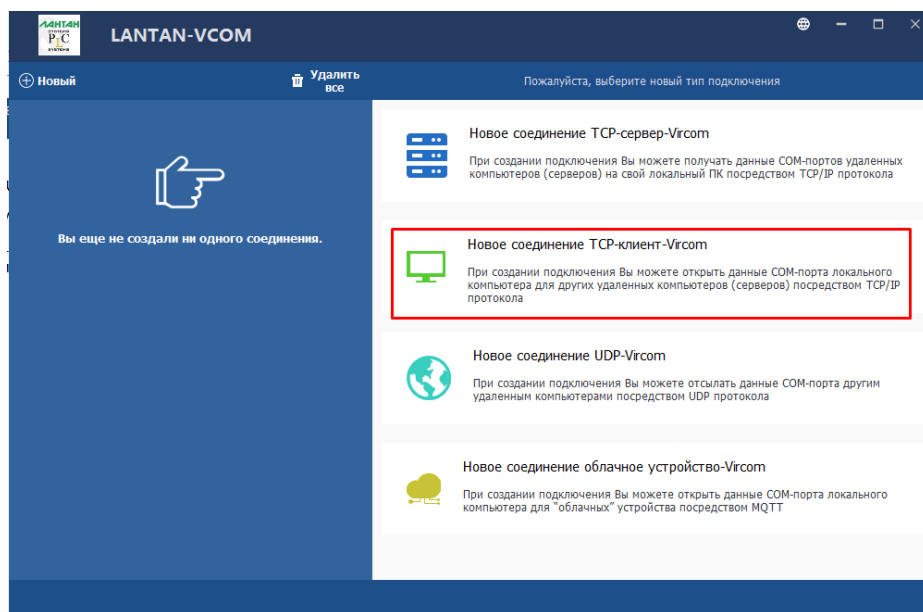 ЛАНТАН
SYSTEMS
PLC
SYSTEMS
LANTAN-VCOM
Новый
Удалить
все
Пожалуйста, выберите новый тип подключения
Вы еще не создали ни одного соединения.
Новое соединение TCP-сервер-Vircom
При создании подключения Вы можете получать данные COM-портов удаленных
компьютеров (серверов) на свой локальный ПК посредством TCP/IP протокола
Новое соединение TCP-клиент-Vircom
При создании подключения Вы можете открыть данные COM-порта локального
компьютера для других удаленных компьютеров (серверов) посредством TCP/IP
протокола
Новое соединение UDP-Vircom
При создании подключения Вы можете отсылать данные COM-порта другим
удаленным компьютерами посредством UDP протокола
Новое соединение облачное устройство-Vircom
При создании подключения Вы можете открыть данные COM-порта локального
компьютера для "облачных" устройства посредством MQTT